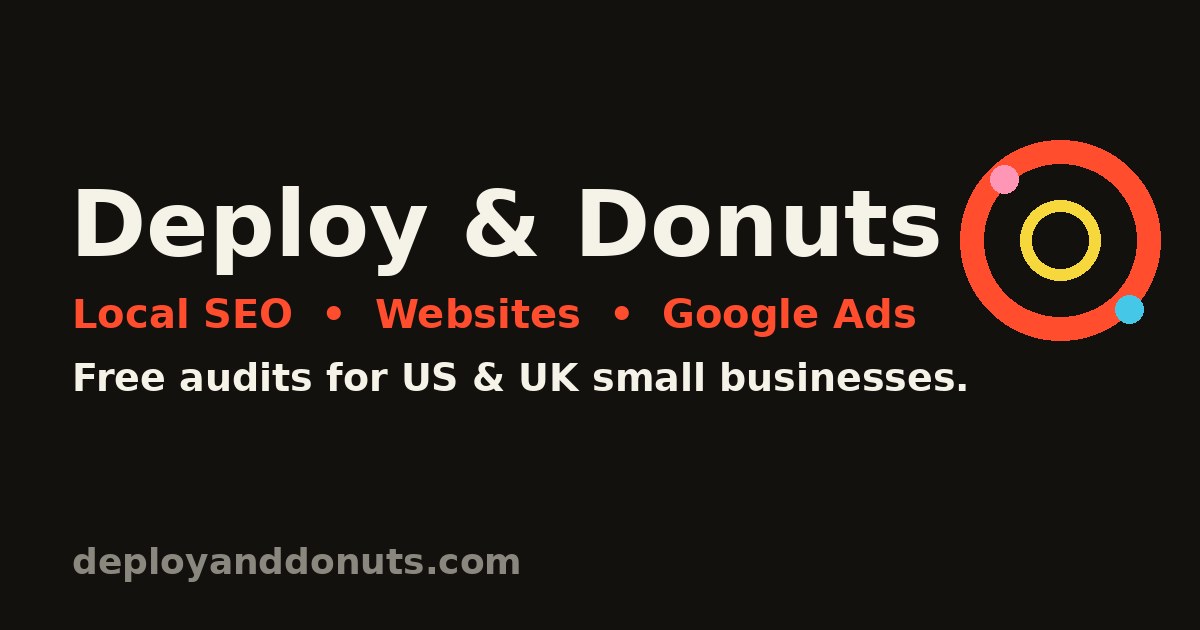 Deploy & Donuts
Local SEO • Websites • Google Ads
Free audits for US & UK small businesses.
deployanddonuts.com